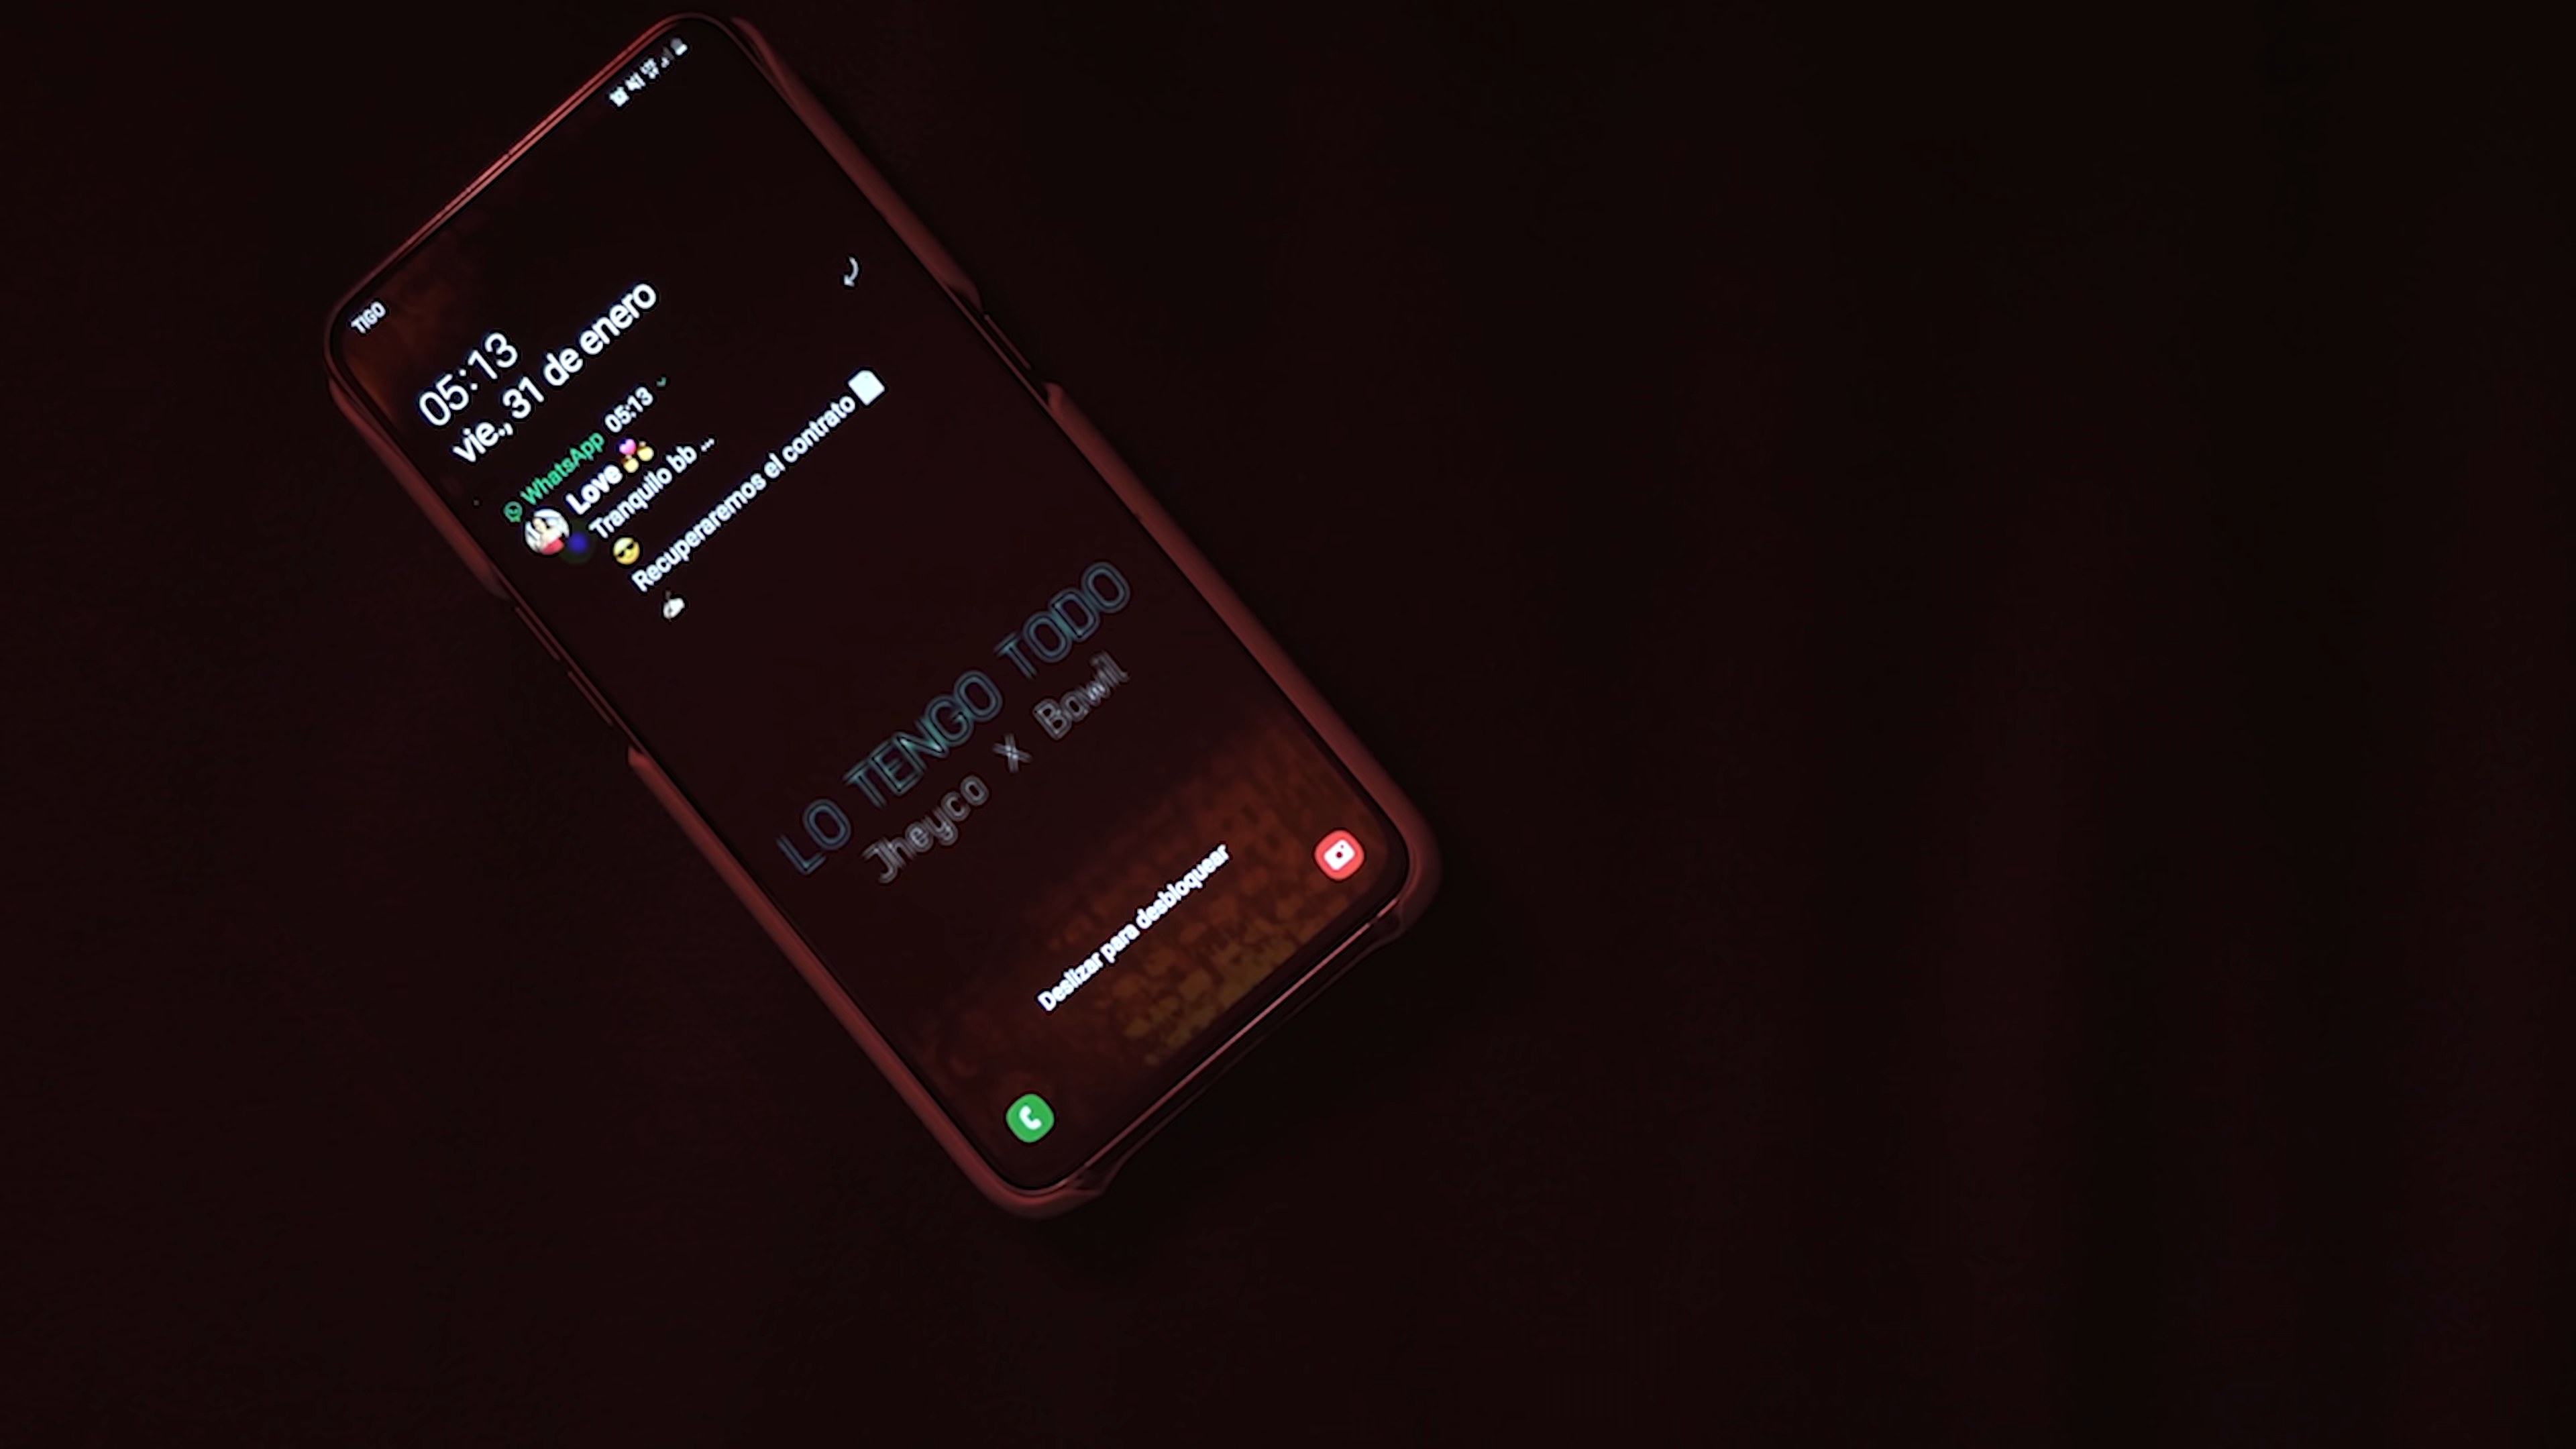 TIGO
05:13
vie., 31 de enero
WhatsApp 05:13
Love 💑
Tranquilo bb ...
😎
Recuperaremos el contrato
LO TENGO TODO
Jheyco x Bawil
Deslizar para desbloquear